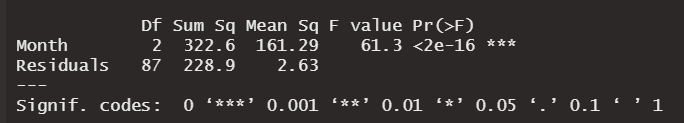 Df Sum Sq Mean Sq F value Pr(>F)
Month 2 322.6 161.29 61.3 <2e-16 ***
Residuals 87 228.9 2.63
---
Signif. codes: 0 ‘***’ 0.001 ‘**’ 0.01 ‘*’ 0.05 ‘.’ 0.1 ‘ ’ 1